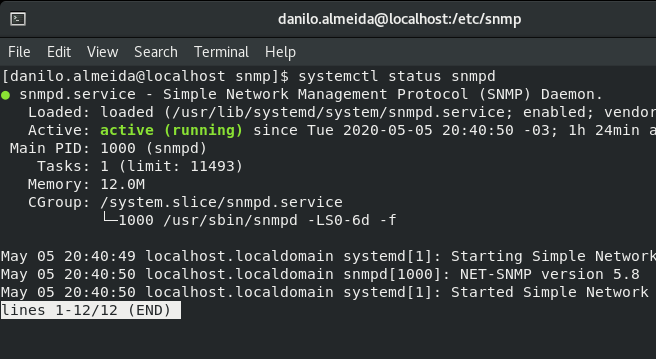 danilo.almeida@localhost:/etc/snmp
File Edit View Search Terminal Help
[danilo.almeida@localhost snmp]$ systemctl status snmpd
● snmpd.service - Simple Network Management Protocol (SNMP) Daemon.
   Loaded: loaded (/usr/lib/systemd/system/snmpd.service; enabled; vendor
   Active: active (running) since Tue 2020-05-05 20:40:50 -03; 1h 24min a
 Main PID: 1000 (snmpd)
    Tasks: 1 (limit: 11493)
   Memory: 12.0M
   CGroup: /system.slice/snmpd.service
           └─1000 /usr/sbin/snmpd -LS0-6d -f
May 05 20:40:49 localhost.localdomain systemd[1]: Starting Simple Network
May 05 20:40:50 localhost.localdomain snmpd[1000]: NET-SNMP version 5.8
May 05 20:40:50 localhost.localdomain systemd[1]: Started Simple Network
lines 1-12/12 (END)